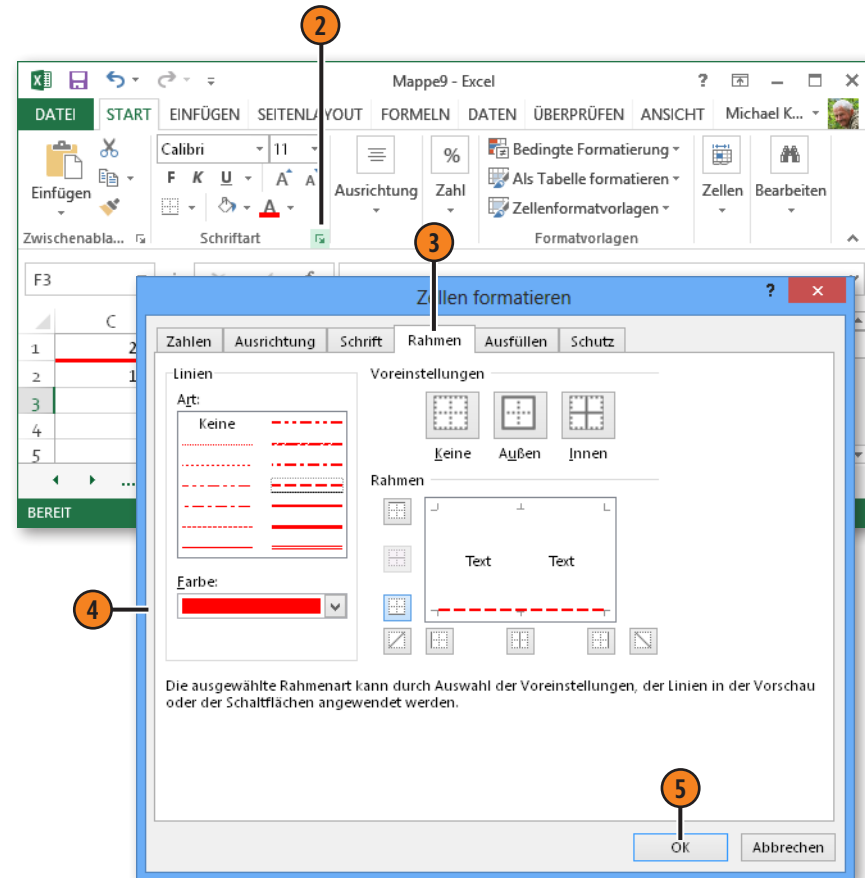 2
Mappe9 - Excel
?
DATEI START EINFÜGEN SEITENLAYOUT FORMELN DATEN ÜBERPRÜFEN ANSICHT Michael K...
Calibri 11
Bedingte Formatierung
F K U A A
Als Tabelle formatieren
Einfügen Ausrichtung % Zahl Zellen Bearbeiten
A
Zellenformatvorlagen
Zwischenabla... Schriftart Formatvorlagen
3
F3
Zellen formatieren ?
C
Zahlen Ausrichtung Schrift Rahmen Ausfüllen Schutz
1 2
2 1
3
4
5
...
BEREIT
Linien
Art:
Keine
Voreinstellungen
Keine Außen Innen
Rahmen
Text Text
Farbe:
4
Die ausgewählte Rahmenart kann durch Auswahl der Voreinstellungen, der Linien in der Vorschau
oder der Schaltflächen angewendet werden.
5
OK Abbrechen